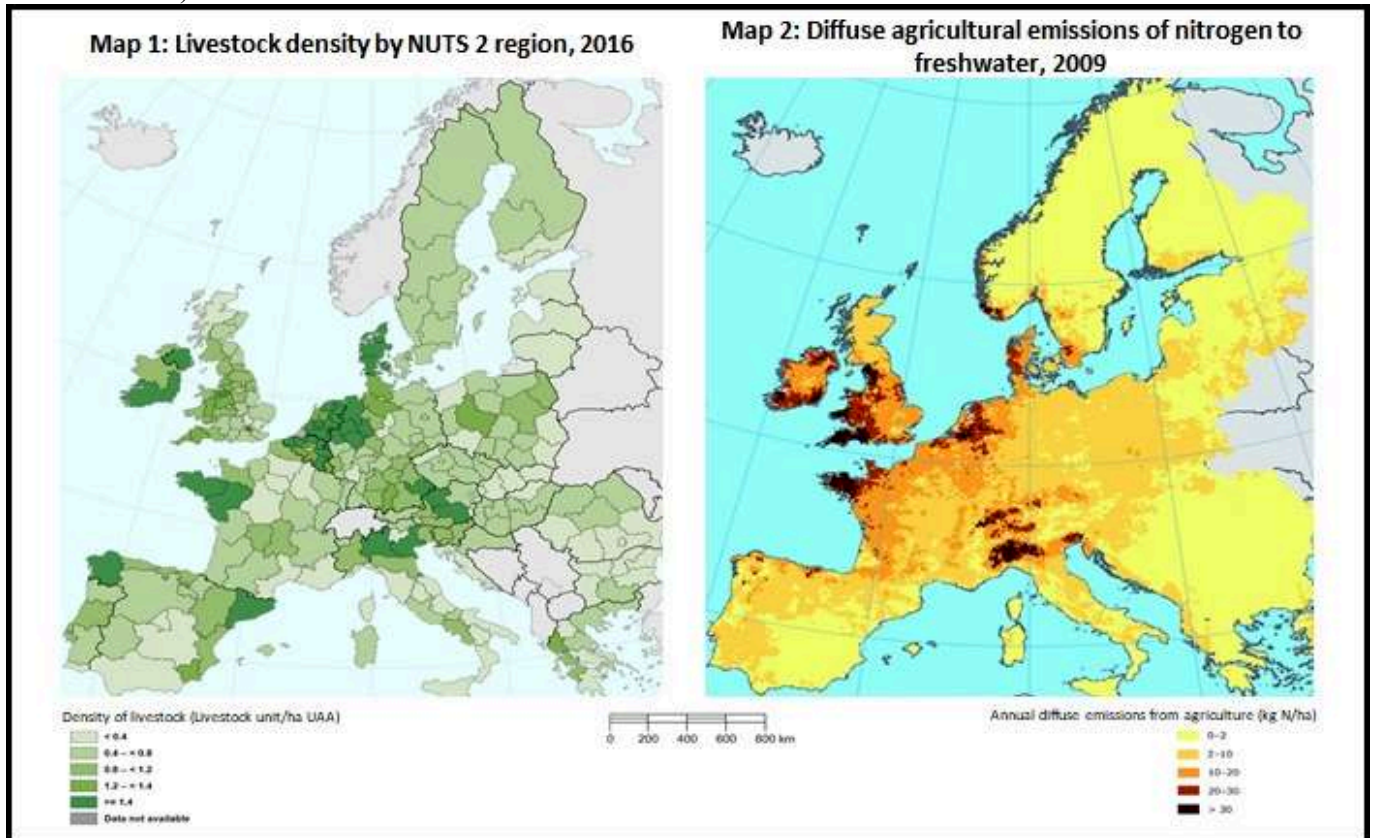 Map 1: Livestock density by NUTS 2 region, 2016
Map 2: Diffuse agricultural emissions of nitrogen to
freshwater, 2009
Density of livestock (Livestock unit/ha UAA)
< 0.4
0.4 – < 0.8
0.8 – < 1.2
1.2 – < 1.4
>= 1.4
Data not available
0 200 400 600 800 km
Annual diffuse emissions from agriculture (kg N/ha)
0–2
2–10
10–20
20–30
> 30